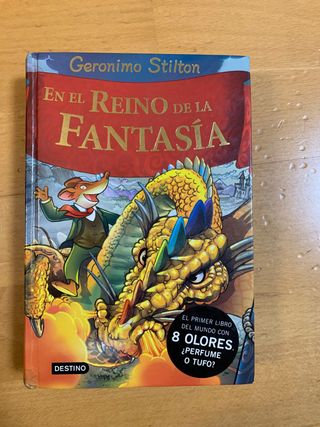 Geronimo Stilton
EN EL REINO DE LA
FANTASÍA
EL PRIMER LIBRO
DEL MUNDO CON
8 OLORES.
¿PERFUME
O TUFO?
DESTINO